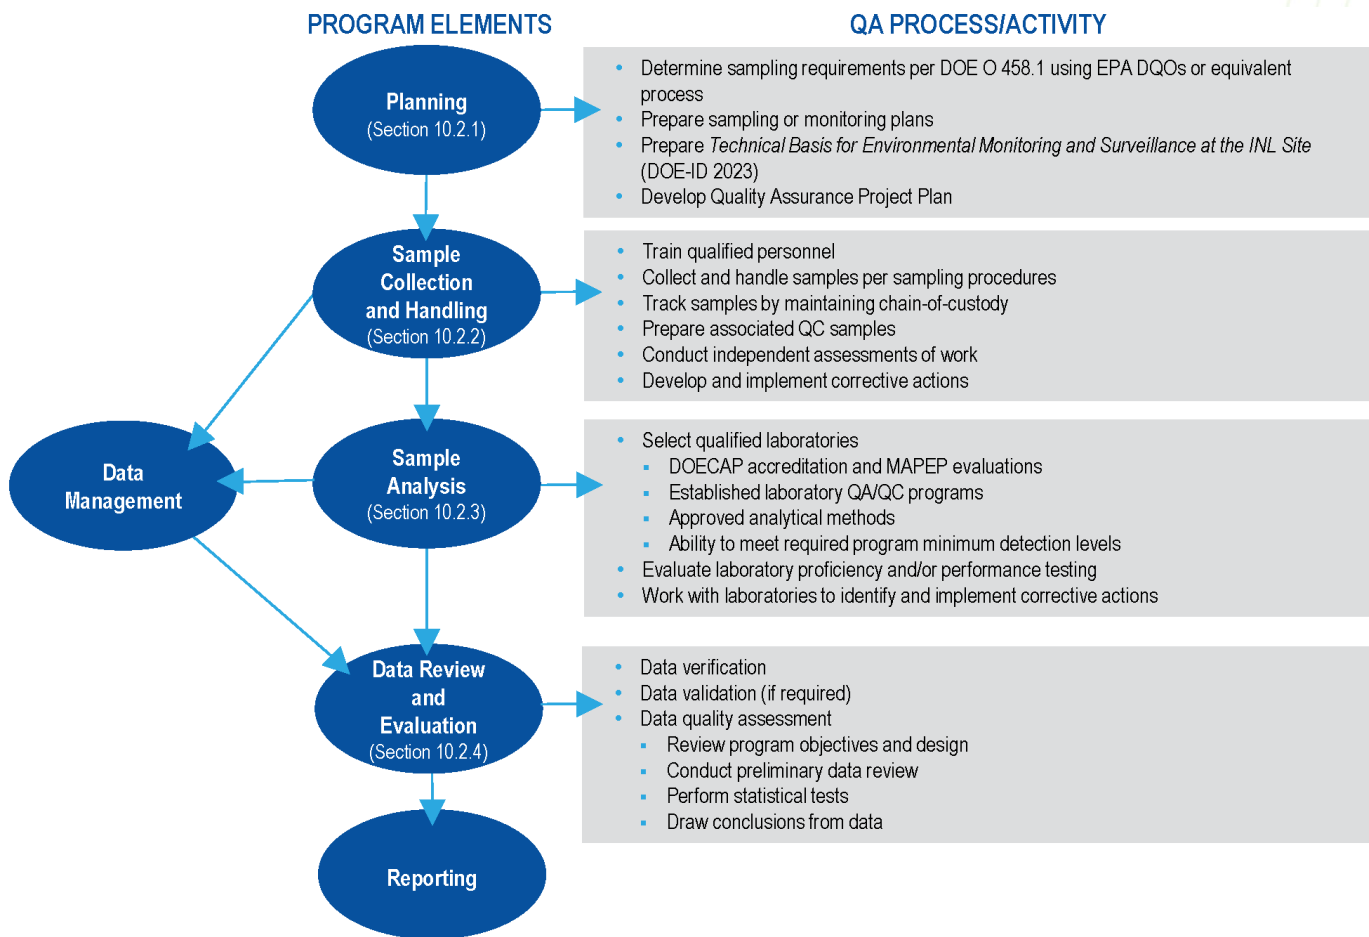 PROGRAM ELEMENTS
QA PROCESS/ACTIVITY
Planning
(Section 10.2.1)
• Determine sampling requirements per DOE O 458.1 using EPA DQOs or equivalent
process
• Prepare sampling or monitoring plans
• Prepare Technical Basis for Environmental Monitoring and Surveillance at the INL Site
(DOE-ID 2023)
• Develop Quality Assurance Project Plan
Sample
Collection
and Handling
(Section 10.2.2)
• Train qualified personnel
• Collect and handle samples per sampling procedures
• Track samples by maintaining chain-of-custody
• Prepare associated QC samples
• Conduct independent assessments of work
• Develop and implement corrective actions
Data
Management
Sample
Analysis
(Section 10.2.3)
• Select qualified laboratories
▪ DOECAP accreditation and MAPEP evaluations
▪ Established laboratory QA/QC programs
▪ Approved analytical methods
▪ Ability to meet required program minimum detection levels
• Evaluate laboratory proficiency and/or performance testing
• Work with laboratories to identify and implement corrective actions
Data Review
and
Evaluation
(Section 10.2.4)
• Data verification
• Data validation (if required)
• Data quality assessment
▪ Review program objectives and design
▪ Conduct preliminary data review
▪ Perform statistical tests
▪ Draw conclusions from data
Reporting